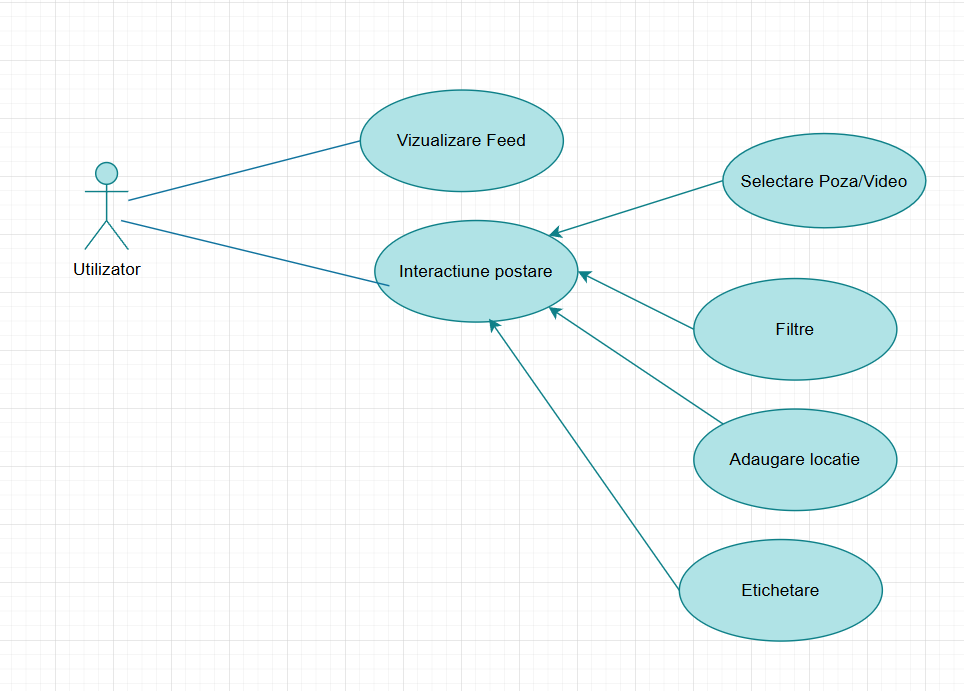 Vizualizare Feed
Selectare Poza/Video
Utilizator
Interactiune postare
Filtre
Adaugare locatie
Etichetare